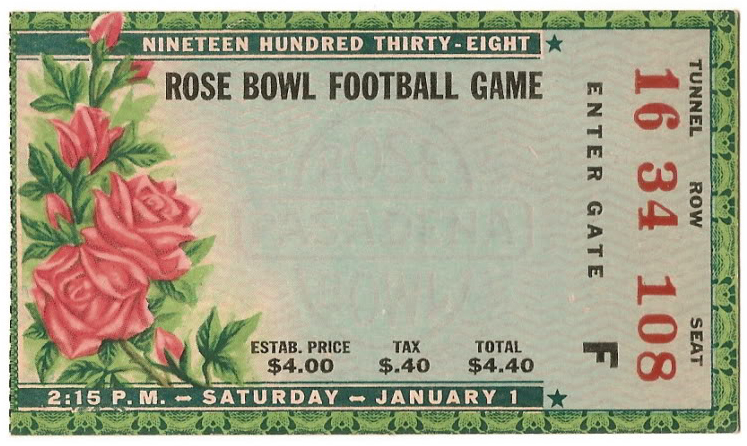 NINETEEN HUNDRED THIRTY-EIGHT
ROSE BOWL FOOTBALL GAME
ESTAB. PRICE TAX TOTAL
$4.00 $.40 $4.40
2:15 P.M. – SATURDAY – JANUARY 1
ENTER GATE F
TUNNEL ROW SEAT
16 34 108